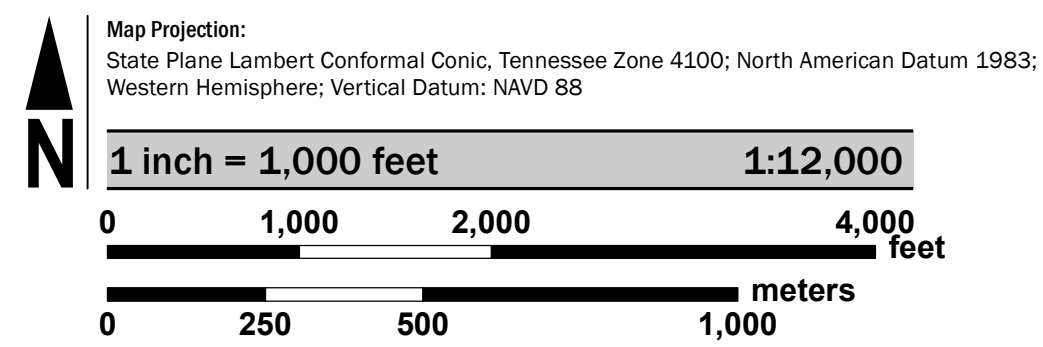 Map Projection:
State Plane Lambert Conformal Conic, Tennessee Zone 4100; North American Datum 1983;
Western Hemisphere; Vertical Datum: NAVD 88
N
1 inch = 1,000 feet 1:12,000
0 1,000 2,000 4,000
feet
meters
0 250 500 1,000